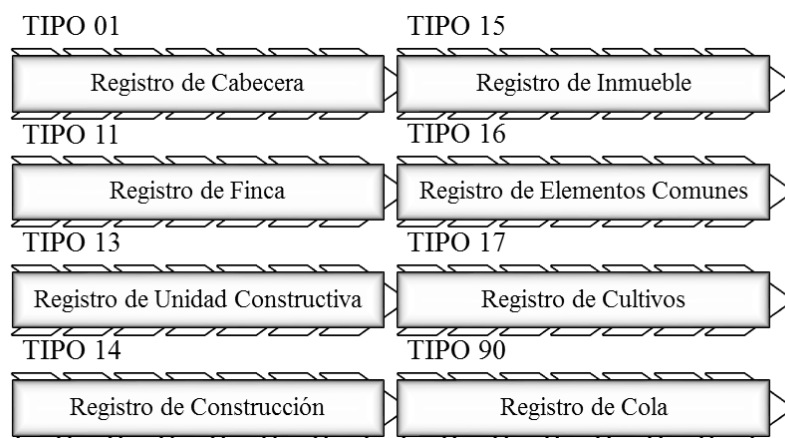 TIPO 01
Registro de Cabecera
TIPO 11
Registro de Finca
TIPO 13
Registro de Unidad Constructiva
TIPO 14
Registro de Construcción
TIPO 15
Registro de Inmueble
TIPO 16
Registro de Elementos Comunes
TIPO 17
Registro de Cultivos
TIPO 90
Registro de Cola